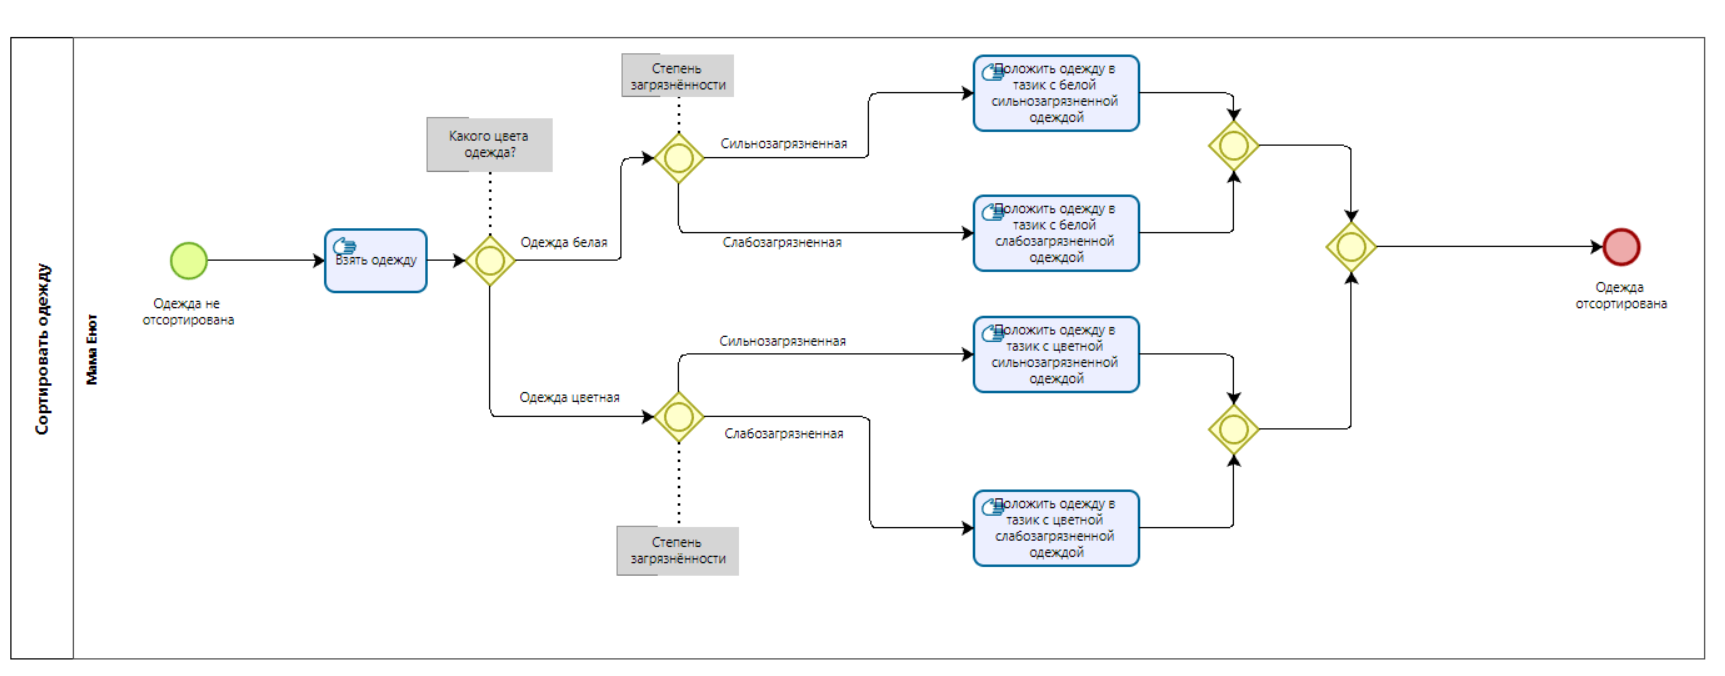 Сортировать одежду
Мама Енот
Одежда не
отсортирована
Взять одежду
Какого цвета
одежда?
Одежда белая
Одежда цветная
Степень
загрязнённости
Сильнозагрязненная
Слабозагрязненная
Сильнозагрязненная
Слабозагрязненная
Степень
загрязнённости
Положить одежду в
тазик с белой
сильнозагрязненной
одеждой
Положить одежду в
тазик с белой
слабозагрязненной
одеждой
Положить одежду в
тазик с цветной
сильнозагрязненной
одеждой
Положить одежду в
тазик с цветной
слабозагрязненной
одеждой
Одежда
отсортирована